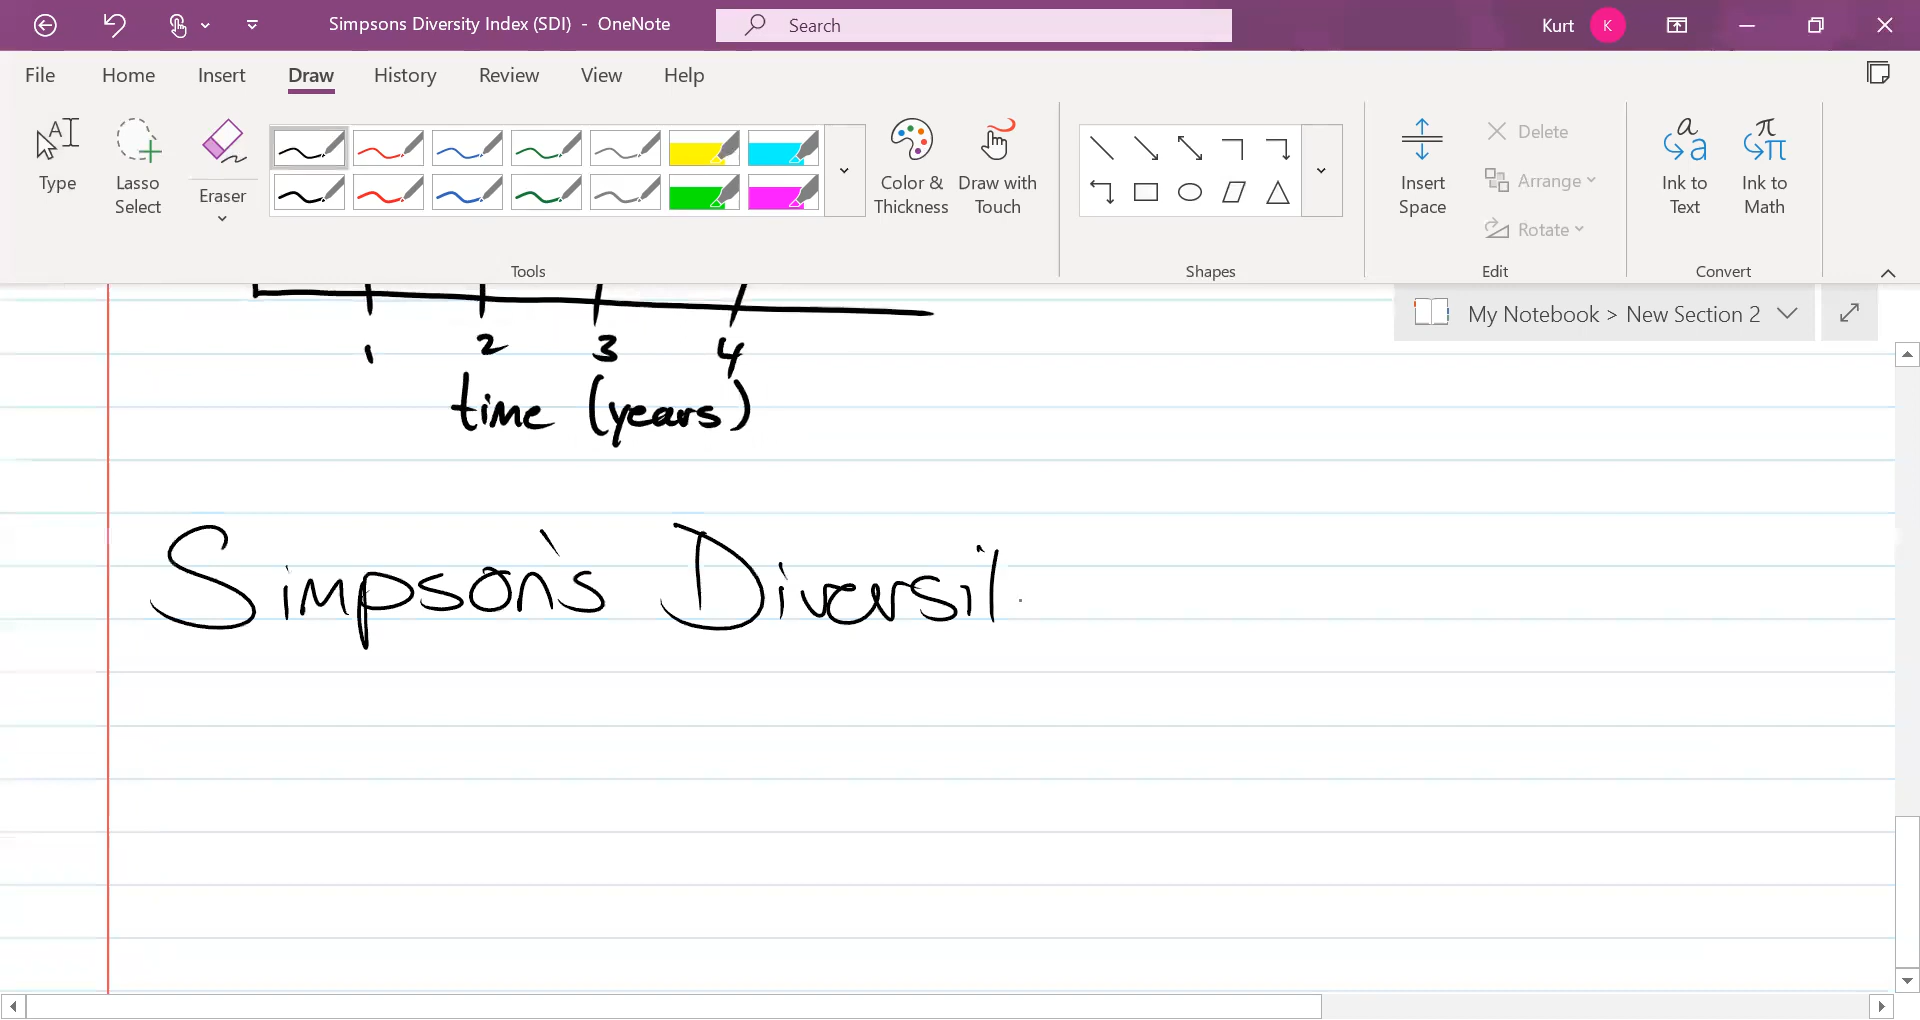 Simpsons Diversity Index (SDI) - OneNote
Search
Kurt K
File Home Insert Draw History Review View Help
Type
Lasso Select
Eraser
Color & Thickness
Draw with Touch
Insert Space
Delete
Arrange
Rotate
Ink to Text
Ink to Math
Tools
Shapes
Edit
Convert
My Notebook > New Section 2
1 2 3 4
time (years)
Simpson's Diversil